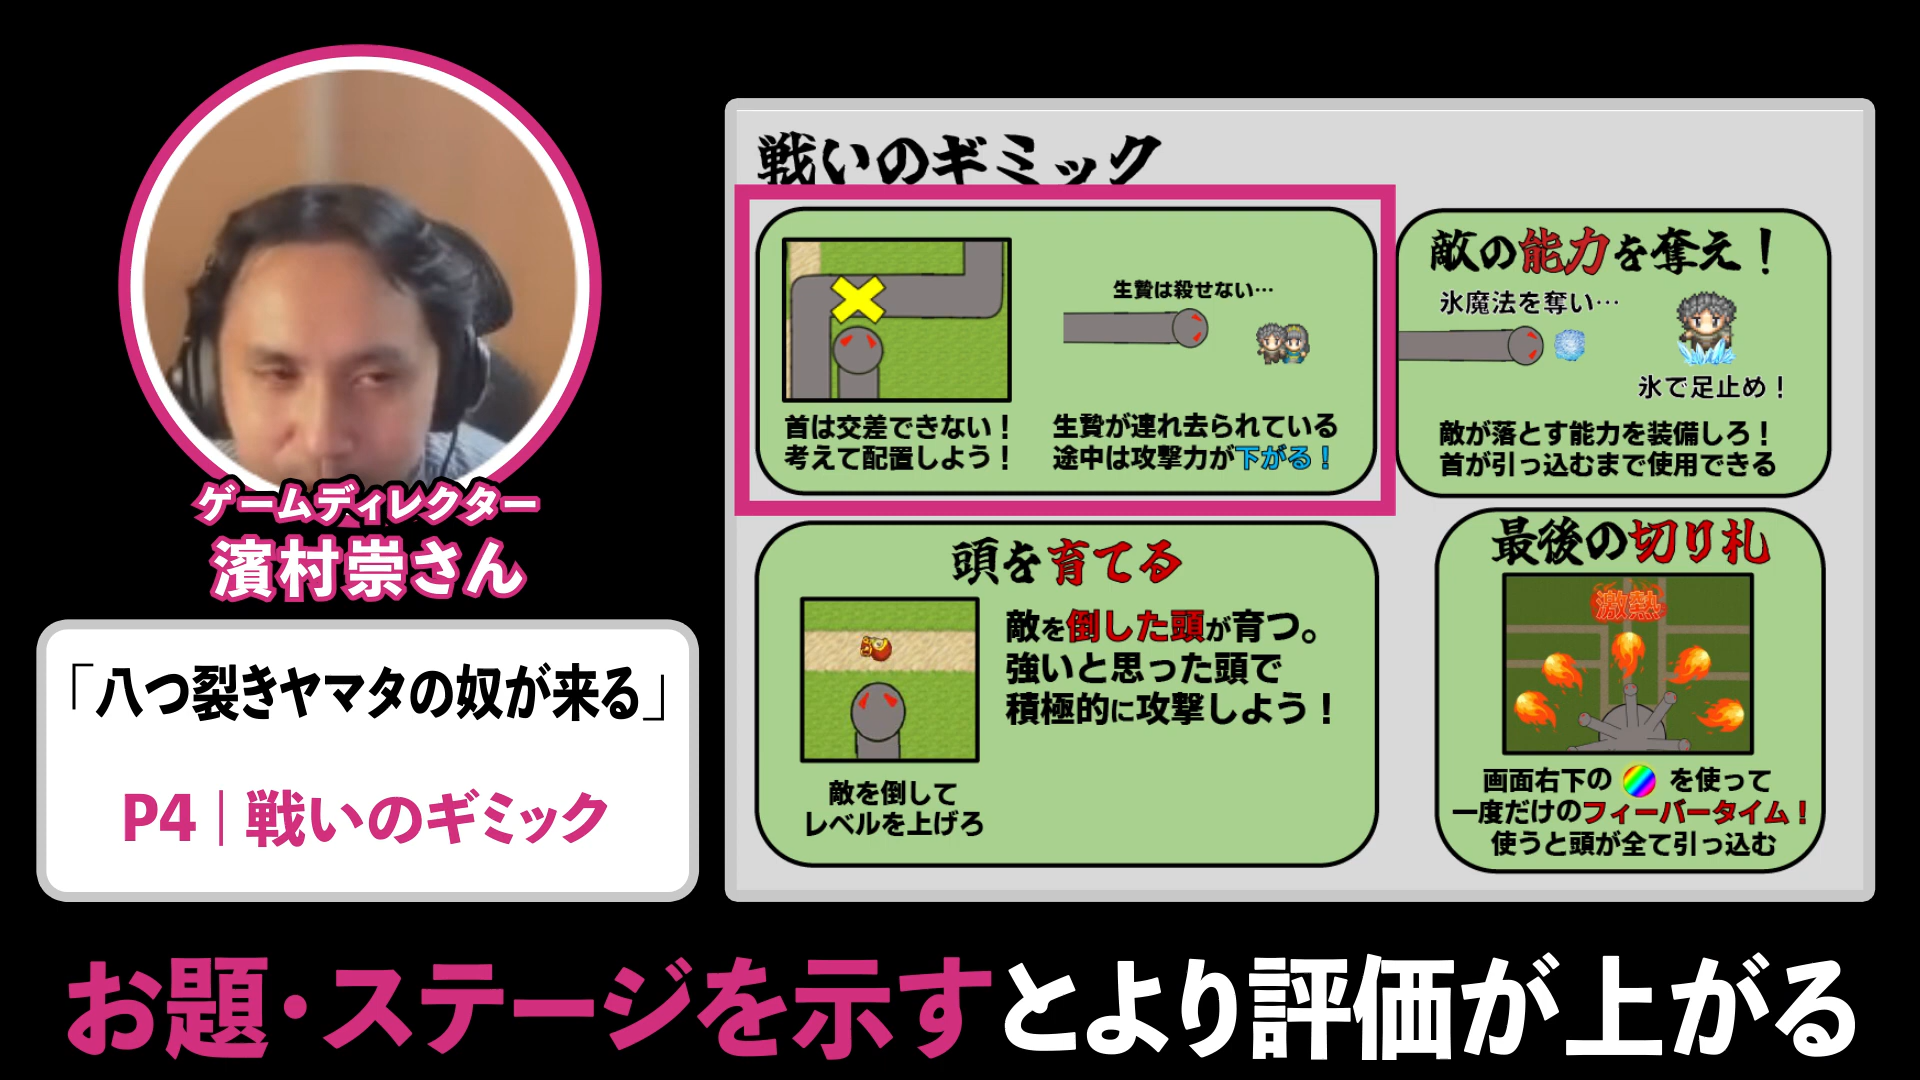 ゲームディレクター
濱村崇さん
「八つ裂きヤマタの奴が来る」
P4｜戦いのギミック
戦いのギミック
首は交差できない！
考えて配置しよう！
生贄は殺せない…
生贄が連れ去られている
途中は攻撃力が下がる！
敵の能力を奪え！
氷魔法を奪い…
氷で足止め！
敵が落とす能力を装備しろ！
首が引っ込むまで使用できる
頭を育てる
敵を倒した頭が育つ。
強いと思った頭で
積極的に攻撃しよう！
敵を倒して
レベルを上げろ
最後の切り札
激熱
画面右下の を使って
一度だけのフィーバータイム！
使うと頭が全て引っ込む
お題・ステージを示すとより評価が上がる